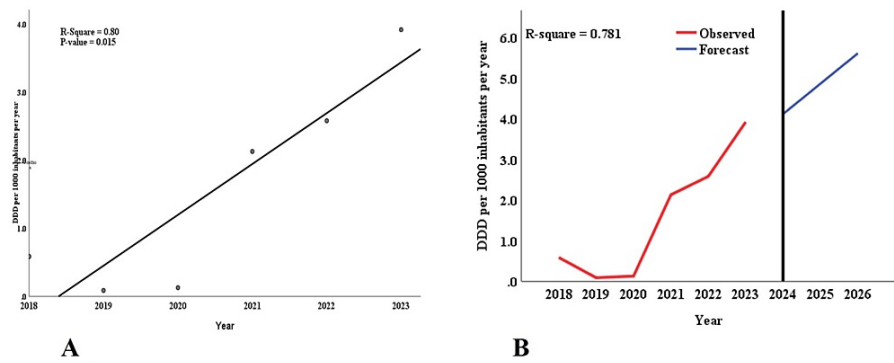 R-Square = 0.80
P-value = 0.015
DDD per 1000 inhabitants per year
4.0
3.0
2.0
1.0
.0
2018 2019 2020 2021 2022 2023
Year
A
R-square = 0.781
Observed
Forecast
DDD per 1000 inhabitants per year
6.0
5.0
4.0
3.0
2.0
1.0
.0
2018 2019 2020 2021 2022 2023 2024 2025 2026
Year
B